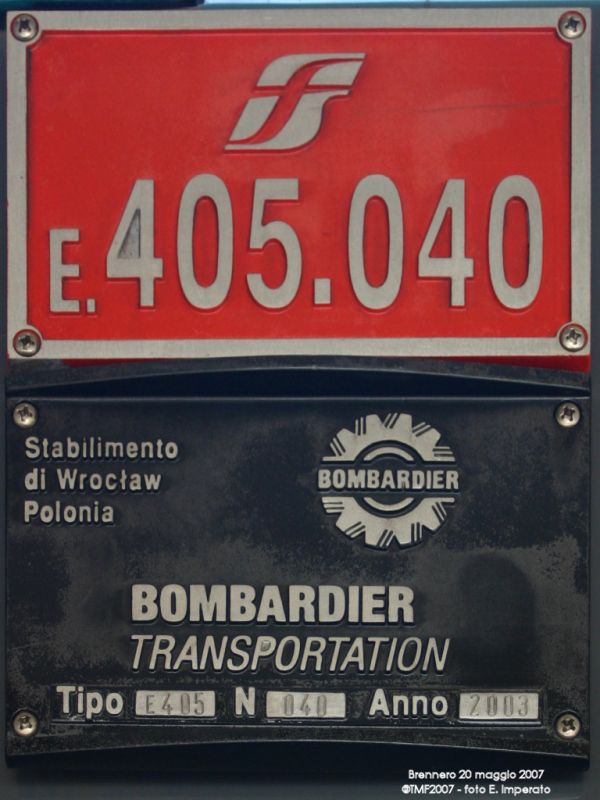 E.405.040
Stabilimento
di Wrocław
Polonia
BOMBARDIER
BOMBARDIER
TRANSPORTATION
Tipo E405 N 040 Anno 2003
Brennero 20 maggio 2007
©TMF2007 - foto E. Imperato